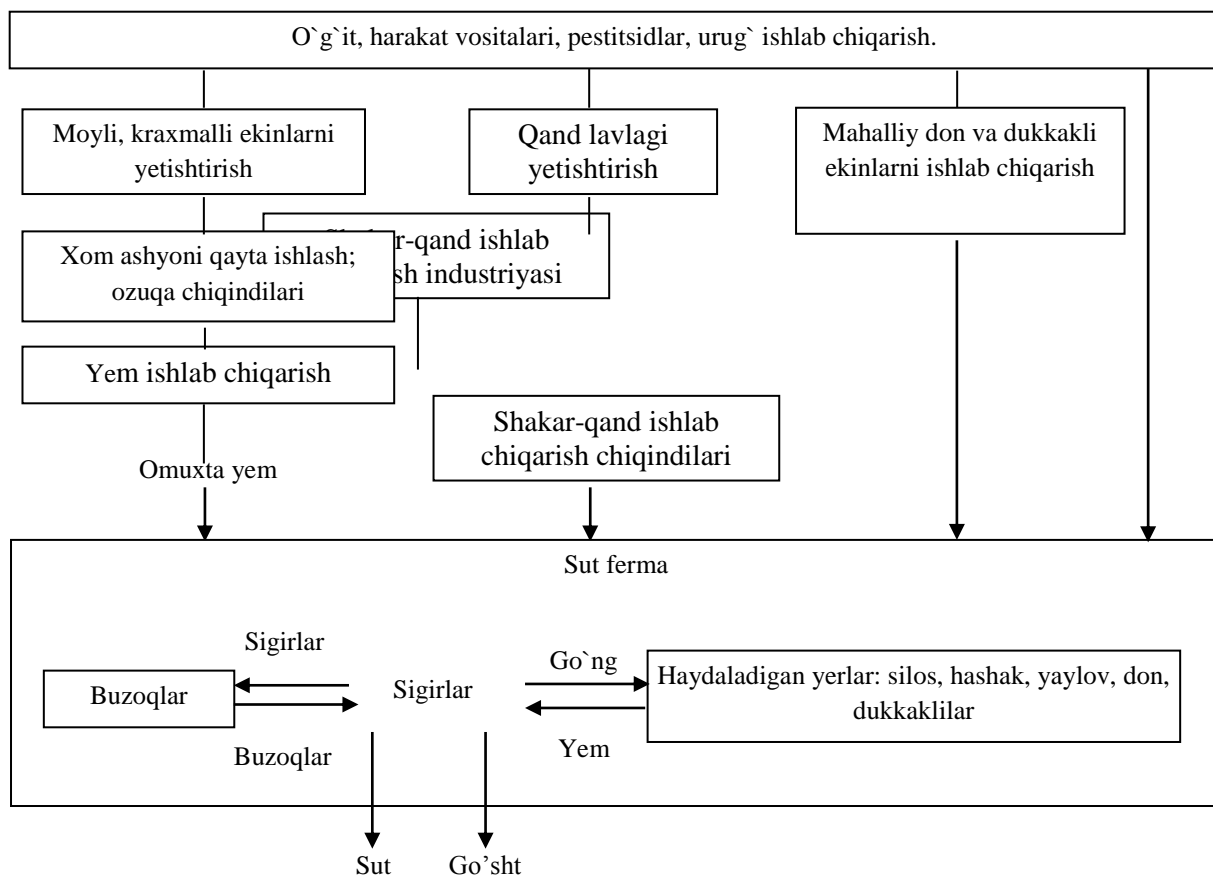 O`g`it, harakat vositalari, pestitsidlar, urug` ishlab chiqarish.
Moyli, kraxmalli ekinlarni
yetishtirish
Qand lavlagi
yetishtirish
Mahalliy don va dukkakli
ekinlarni ishlab chiqarish
Xom ashyoni qayta ishlash;
ozuqa chiqindilari
-qand ishlab
industriyasi
Yem ishlab chiqarish
Shakar-qand ishlab
chiqarish chiqindilari
Omuxta yem
Sut ferma
Sigirlar
Buzoqlar
Buzoqlar
Sigirlar
Go`ng
Yem
Haydaladigan yerlar: silos, hashak, yaylov, don,
dukkaklilar
Sut
Go’sht